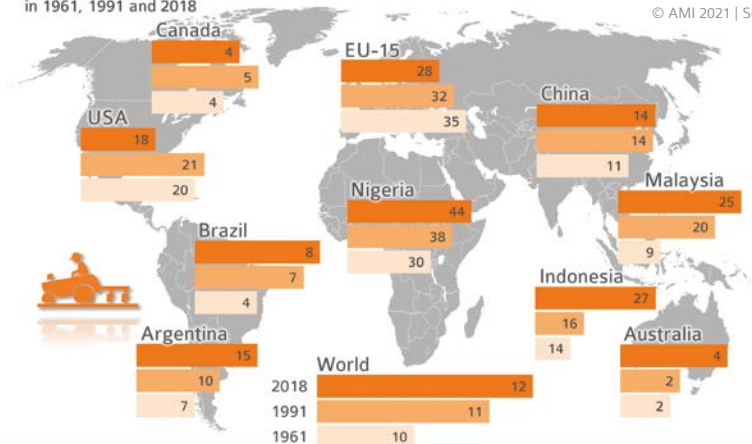 in 1961, 1991 and 2018
© AMI 2021 | S
Canada
4
5
4
EU-15
28
32
35
China
14
14
11
USA
18
21
20
Malaysia
25
20
9
Nigeria
44
38
30
Brazil
8
7
4
Indonesia
27
16
14
Argentina
15
10
7
Australia
4
2
2
World
2018 12
1991 11
1961 10